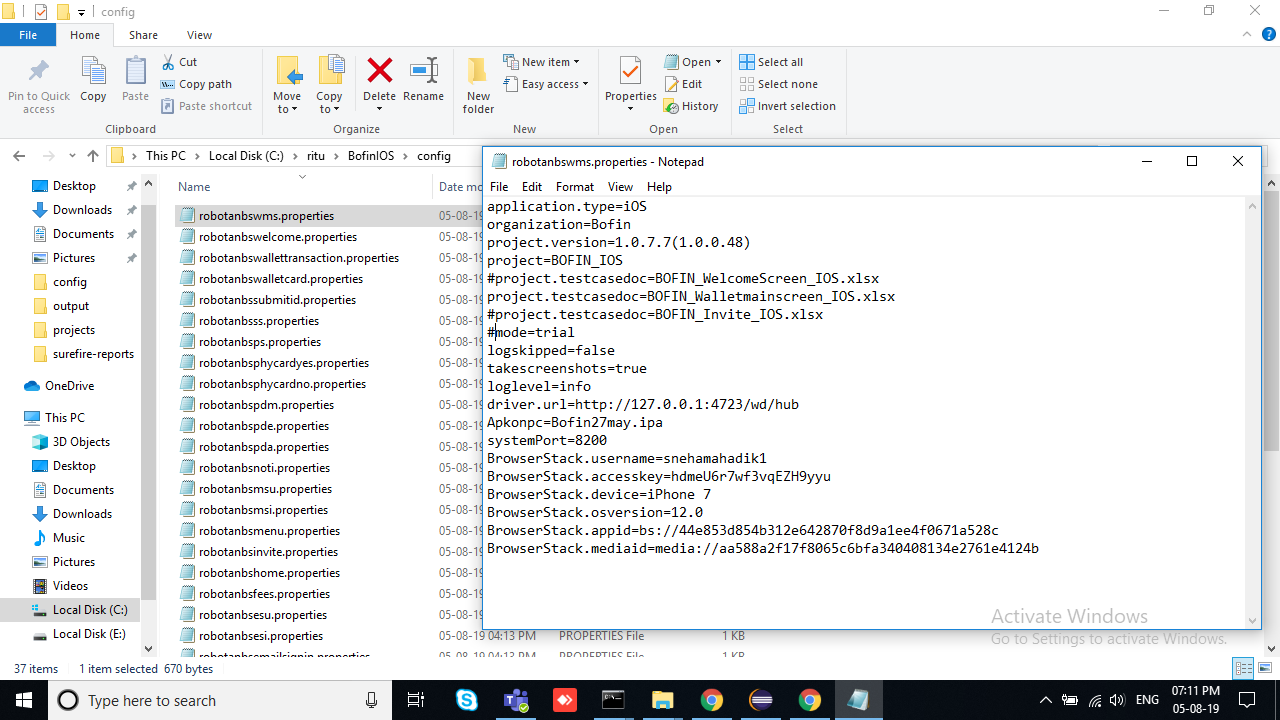 config
File Home Share View
Pin to Quick access
Copy
Paste
Cut
Copy path
Paste shortcut
Clipboard
Move to
Copy to
Delete
Rename
Organize
New folder
New item
Easy access
New
Properties
Open
Edit
History
Open
Select all
Select none
Invert selection
Select
This PC > Local Disk (C:) > ritu > BofinIOS > config
Desktop
Downloads
Documents
Pictures
config
output
projects
surefire-reports
OneDrive
This PC
3D Objects
Desktop
Documents
Downloads
Music
Pictures
Videos
Local Disk (C:)
Local Disk (E:)
Name Date mo
robotanbswms.properties 05-08-19
robotanbswelcome.properties 05-08-19
robotanbswallettransaction.properties 05-08-19
robotanbswalletcard.properties 05-08-19
robotanbssubmitid.properties 05-08-19
robotanbsss.properties 05-08-19
robotanbsps.properties 05-08-19
robotanbsphycardyes.properties 05-08-19
robotanbsphycardno.properties 05-08-19
robotanbspdm.properties 05-08-19
robotanbspde.properties 05-08-19
robotanbspda.properties 05-08-19
robotanbsnoti.properties 05-08-19
robotanbsmsu.properties 05-08-19
robotanbsmsi.properties 05-08-19
robotanbsmenu.properties 05-08-19
robotanbsinvite.properties 05-08-19
robotanbshome.properties 05-08-19
robotanbsfees.properties 05-08-19
robotanbsesu.properties 05-08-19
robotanbsesi.properties 05-08-19 04:13 PM PROPERTIES File 1 KB
robotanbsemailsignin.properties 05-08-19 04:13 PM PROPERTIES File 1 KB
robotanbswms.properties - Notepad
File Edit Format View Help
application.type=iOS
organization=Bofin
project.version=1.0.7.7(1.0.0.48)
project=BOFIN_IOS
#project.testcasedoc=BOFIN_WelcomeScreen_IOS.xlsx
project.testcasedoc=BOFIN_Walletmainscreen_IOS.xlsx
#project.testcasedoc=BOFIN_Invite_IOS.xlsx
#mode=trial
logskipped=false
takescreenshots=true
loglevel=info
driver.url=http://127.0.0.1:4723/wd/hub
Apkonpc=Bofin27may.ipa
systemPort=8200
BrowserStack.username=snehamahadik1
BrowserStack.accesskey=hdmeU6r7wf3vqEZH9yyu
BrowserStack.device=iPhone 7
BrowserStack.osversion=12.0
BrowserStack.appid=bs://44e853d854b312e642870f8d9a1ee4f0671a528c
BrowserStack.mediaid=media://aa588a2f17f8065c6bfa340408134e2761e4124b
Activate Windows
Go to Settings to activate Windows.
37 items 1 item selected 670 bytes
Type here to search
ENG
07:11 PM
05-08-19